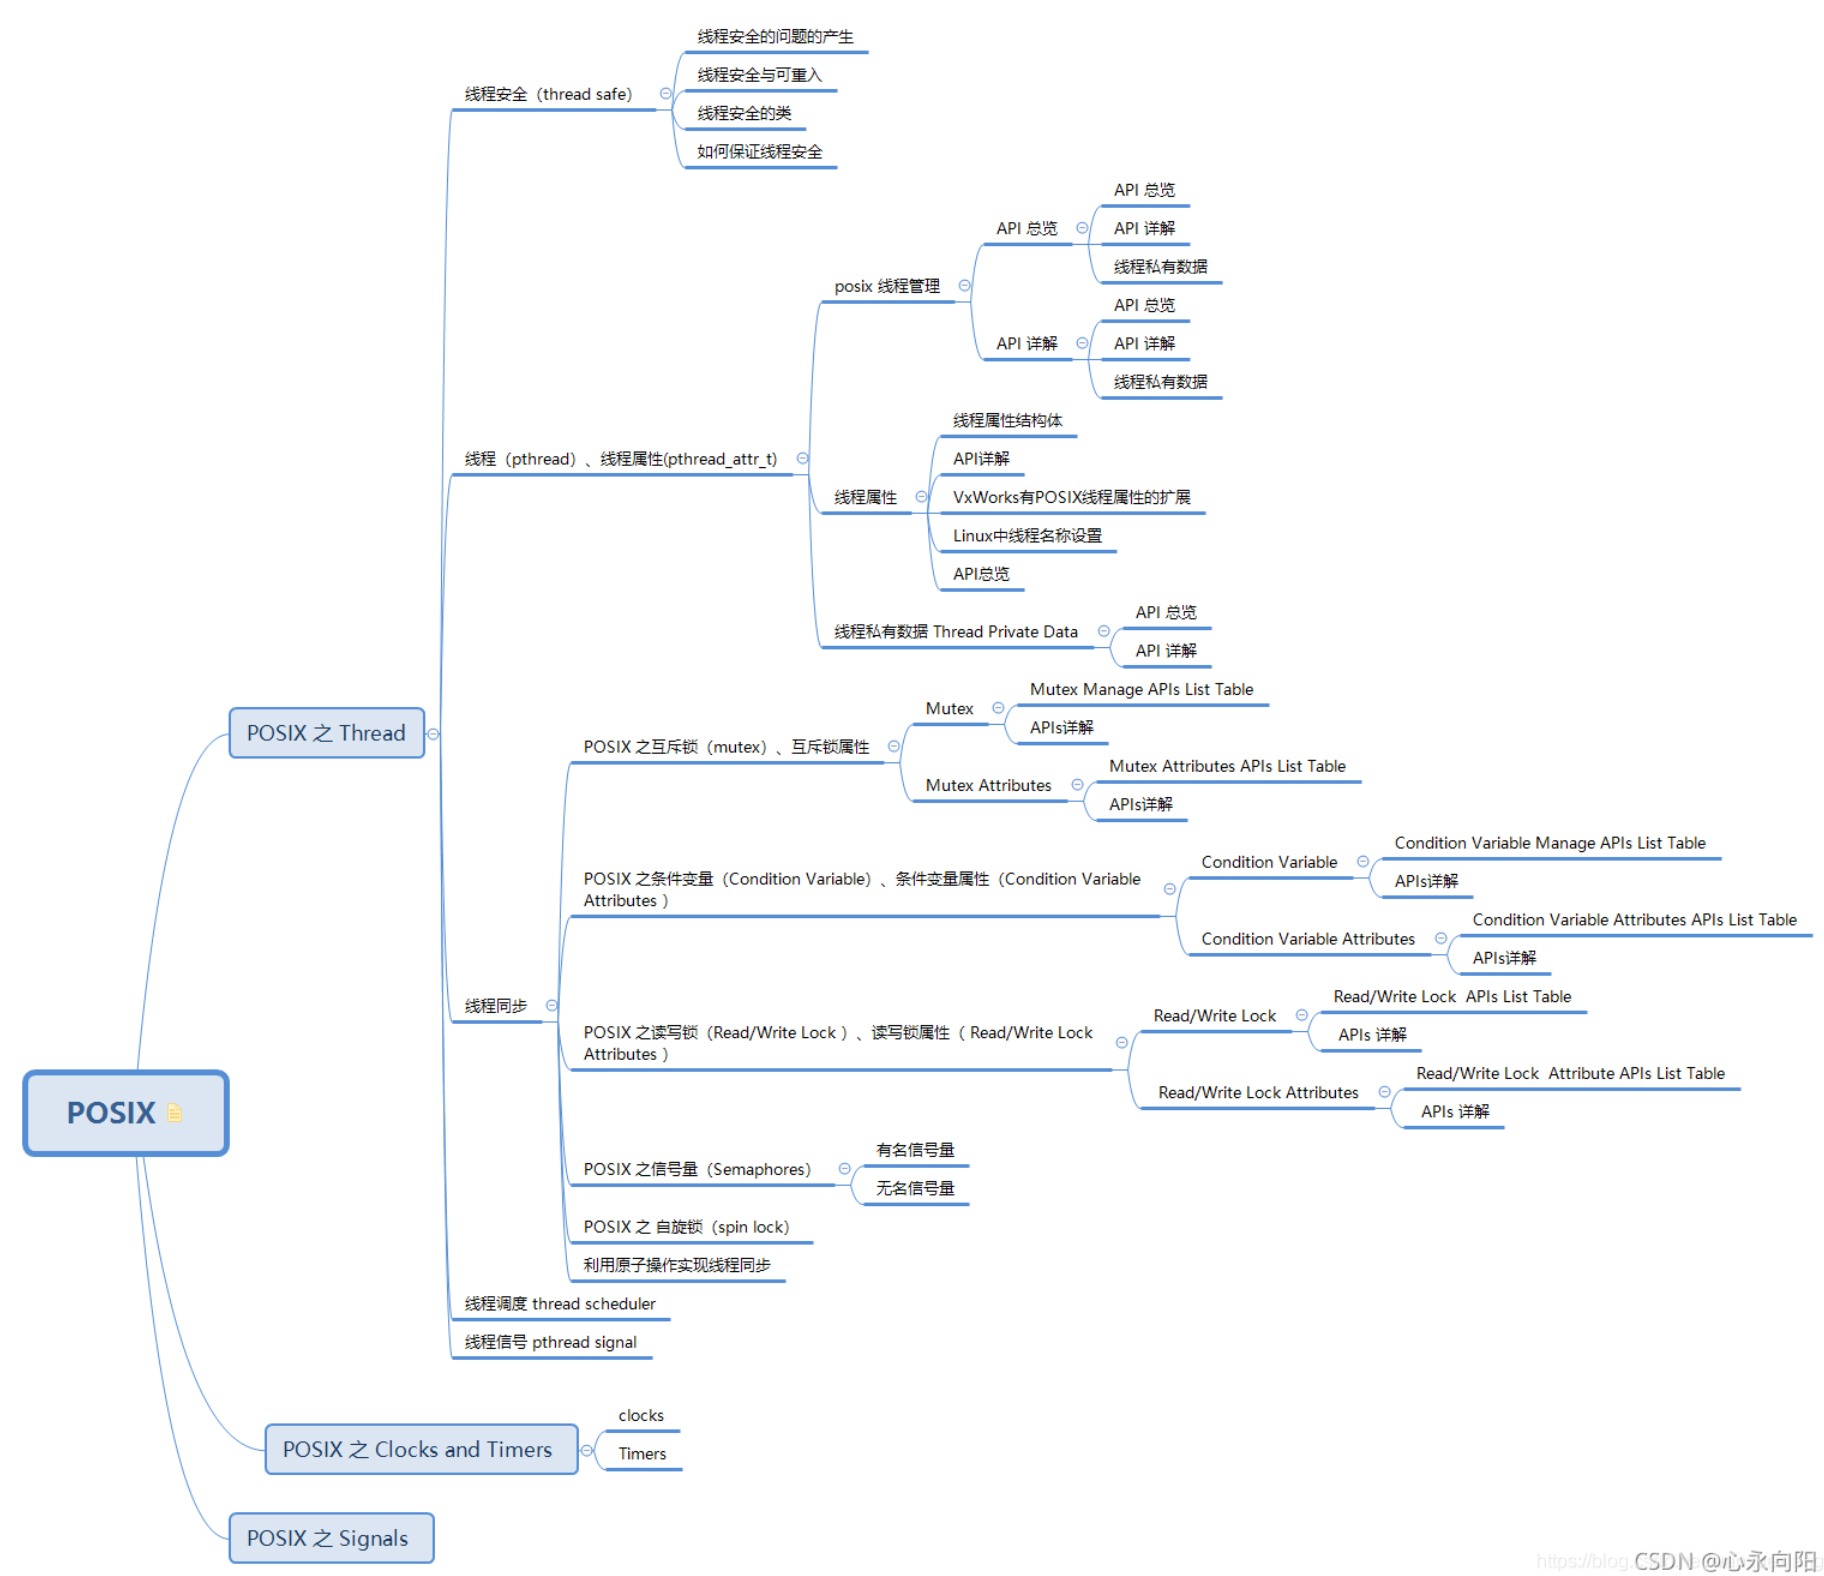 线程安全的问题的产生
线程安全与可重入
线程安全(thread safe)
线程安全的类
如何保证线程安全
API 总览
API 总览
API 详解
线程私有数据
posix 线程管理
API 总览
API 详解
API 详解
线程私有数据
线程属性结构体
线程(pthread)、线程属性(pthread_attr_t)
API详解
线程属性
VxWorks有POSIX线程属性的扩展
Linux中线程名称设置
API总览
API 总览
线程私有数据 Thread Private Data
API 详解
Mutex Manage APIs List Table
Mutex
APIs详解
POSIX 之 Thread
POSIX 之互斥锁(mutex)、互斥锁属性
Mutex Attributes APIs List Table
Mutex Attributes
APIs详解
Condition Variable Manage APIs List Table
Condition Variable
APIs详解
POSIX 之条件变量(Condition Variable)、条件变量属性(Condition Variable
Attributes )
Condition Variable Attributes APIs List Table
Condition Variable Attributes
APIs详解
线程同步
Read/Write Lock  APIs List Table
Read/Write Lock
APIs 详解
POSIX 之读写锁(Read/Write Lock )、读写锁属性( Read/Write Lock
Attributes )
Read/Write Lock  Attribute APIs List Table
Read/Write Lock Attributes
APIs 详解
POSIX
有名信号量
POSIX 之信号量(Semaphores)
无名信号量
POSIX 之 自旋锁(spin lock)
利用原子操作实现线程同步
线程调度 thread scheduler
线程信号 pthread signal
clocks
POSIX 之 Clocks and Timers
Timers
POSIX 之 Signals
https://blog. CSDN @心永向阳